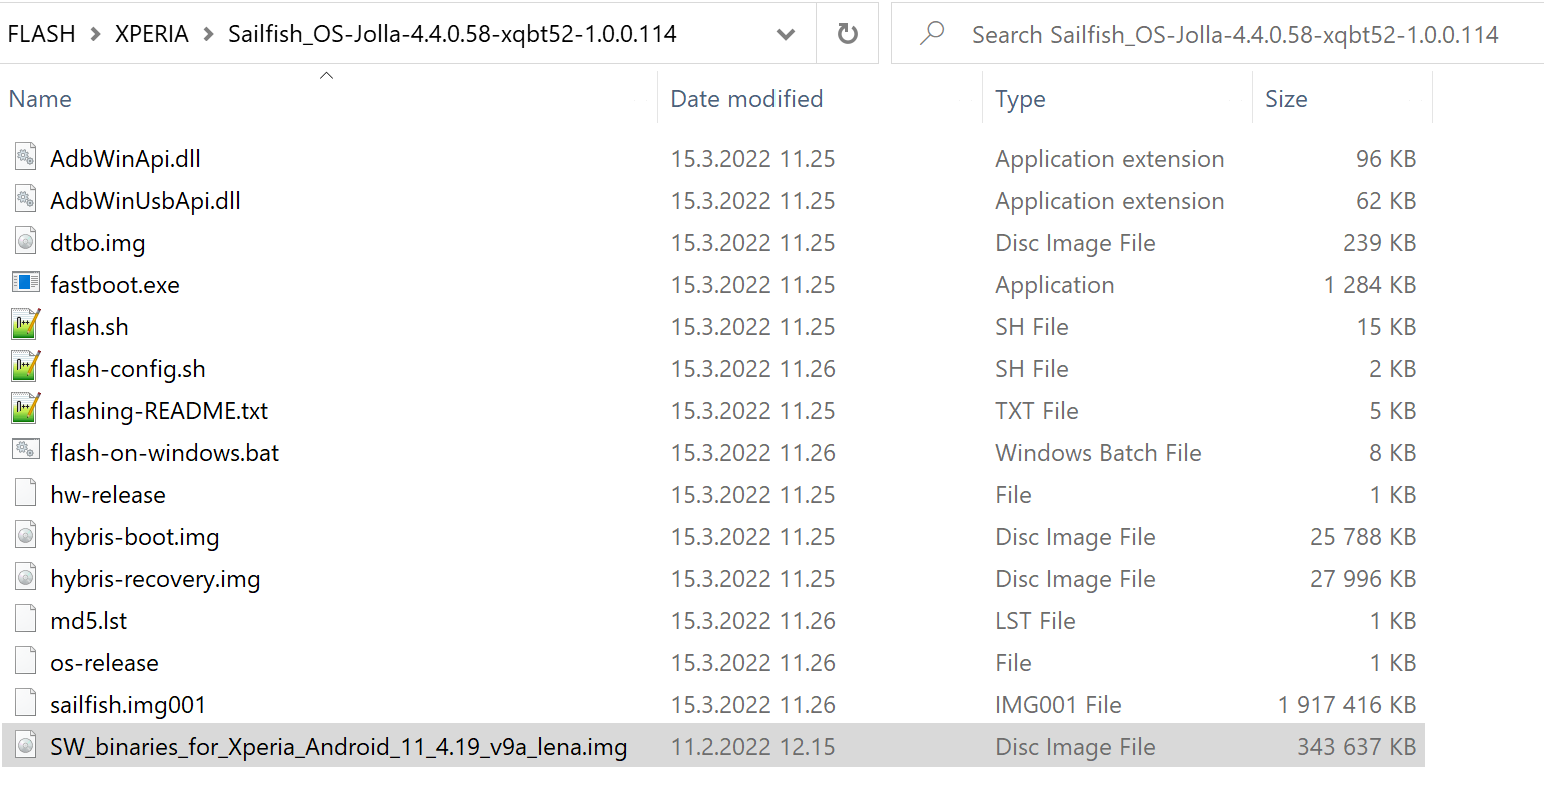 FLASH > XPERIA > Sailfish_OS-Jolla-4.4.0.58-xqbt52-1.0.0.114 Search Sailfish_OS-Jolla-4.4.0.58-xqbt52-1.0.0.114
Name Date modified Type Size
AdbWinApi.dll 15.3.2022 11.25 Application extension 96 KB
AdbWinUsbApi.dll 15.3.2022 11.25 Application extension 62 KB
dtbo.img 15.3.2022 11.25 Disc Image File 239 KB
fastboot.exe 15.3.2022 11.25 Application 1 284 KB
flash.sh 15.3.2022 11.25 SH File 15 KB
flash-config.sh 15.3.2022 11.26 SH File 2 KB
flashing-README.txt 15.3.2022 11.25 TXT File 5 KB
flash-on-windows.bat 15.3.2022 11.26 Windows Batch File 8 KB
hw-release 15.3.2022 11.25 File 1 KB
hybris-boot.img 15.3.2022 11.25 Disc Image File 25 788 KB
hybris-recovery.img 15.3.2022 11.25 Disc Image File 27 996 KB
md5.lst 15.3.2022 11.26 LST File 1 KB
os-release 15.3.2022 11.26 File 1 KB
sailfish.img001 15.3.2022 11.26 IMG001 File 1 917 416 KB
SW_binaries_for_Xperia_Android_11_4.19_v9a_lena.img 11.2.2022 12.15 Disc Image File 343 637 KB